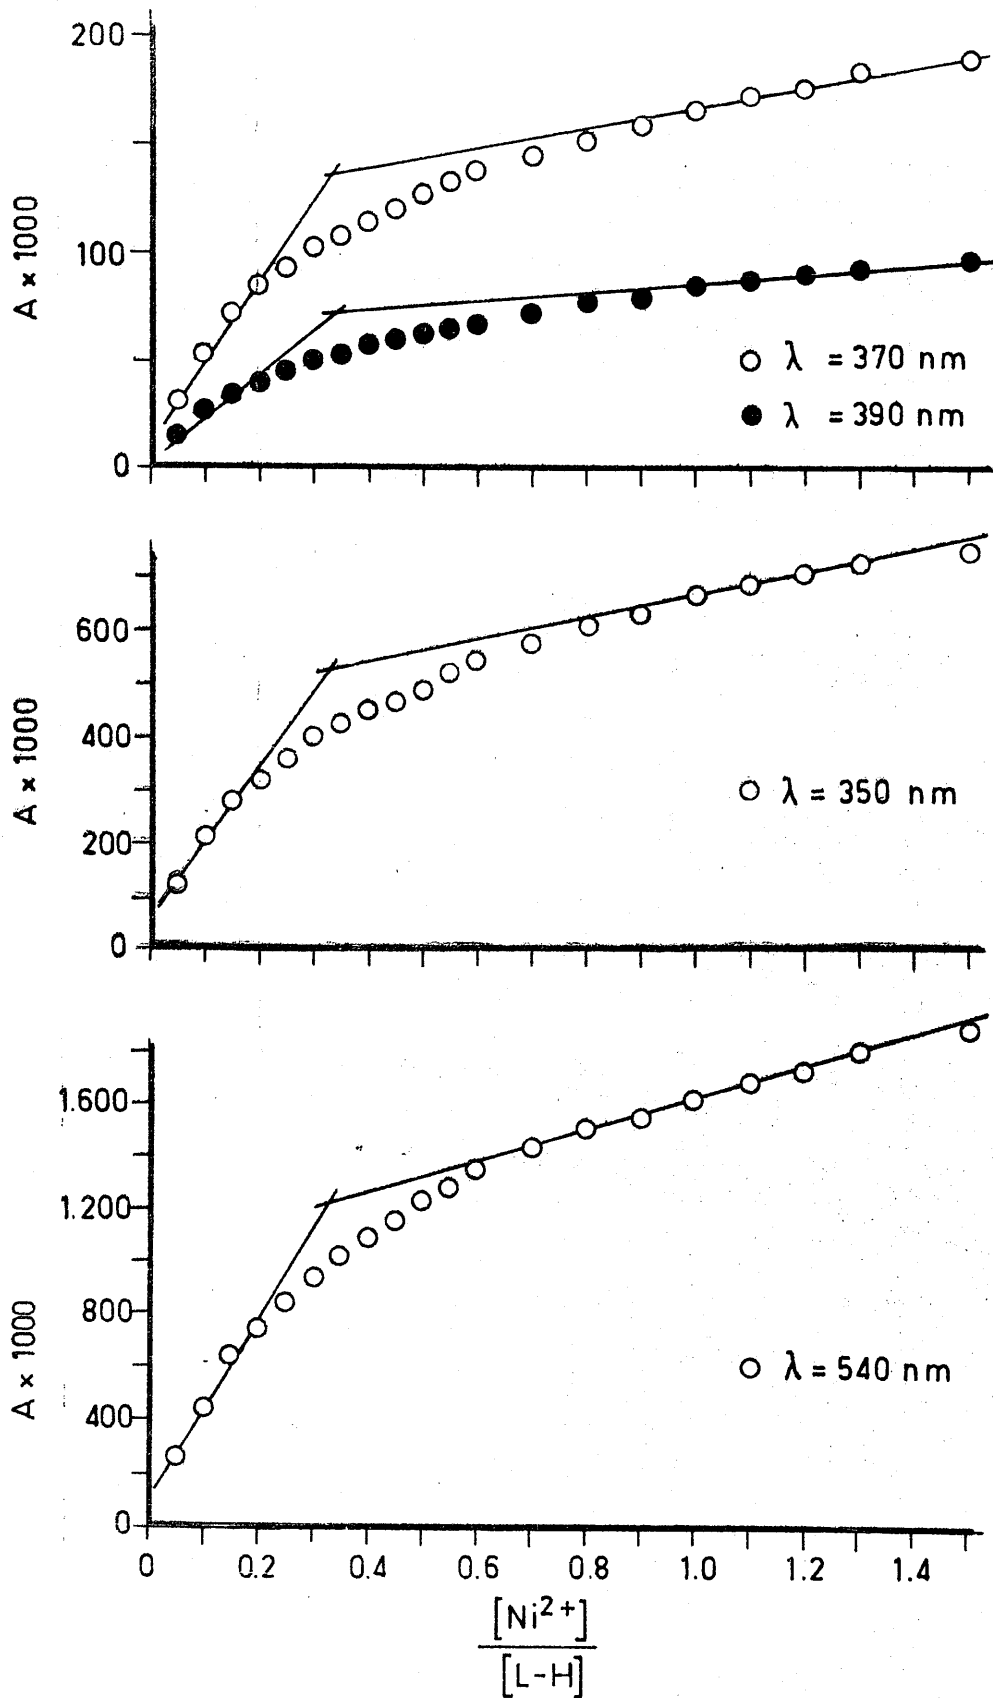 200
100
0
A × 1000
λ = 370 nm
λ = 390 nm
600
400
200
0
A × 1000
λ = 350 nm
1.600
1.200
800
400
0
A × 1000
λ = 540 nm
0 0.2 0.4 0.6 0.8 1.0 1.2 1.4
[Ni²⁺]
[L-H]